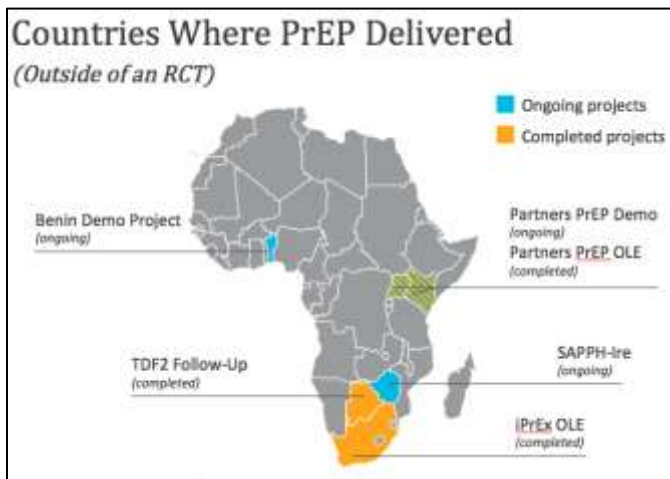 Countries Where PrEP Delivered
(Outside of an RCT)
Ongoing projects
Completed projects
Benin Demo Project
(ongoing)
Partners PrEP Demo
(ongoing)
Partners PrEP OLE
(completed)
TDF2 Follow-Up
(completed)
SAPPH-Ire
(ongoing)
iPrEx OLE
(completed)